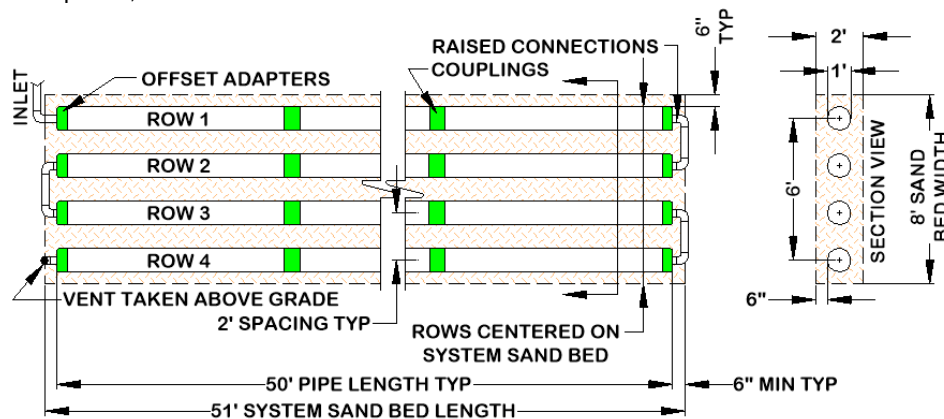 6"
TYP
2'
RAISED CONNECTIONS
COUPLINGS
OFFSET ADAPTERS
1'
INLET
ROW 1
ROW 2
ROW 3
ROW 4
6'
SECTION VIEW
8' SAND
BED WIDTH
VENT TAKEN ABOVE GRADE
2' SPACING TYP
6"
ROWS CENTERED ON
SYSTEM SAND BED
50' PIPE LENGTH TYP
6" MIN TYP
51' SYSTEM SAND BED LENGTH